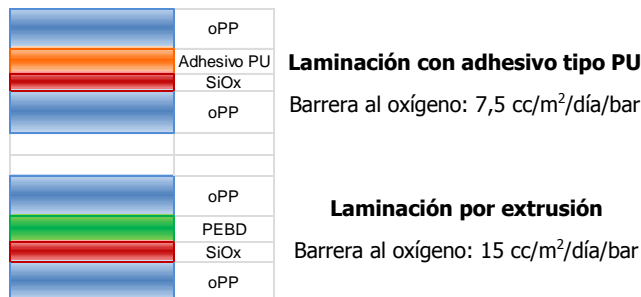 oPP
Adhesivo PU
SiOx
oPP
Laminación con adhesivo tipo PU
Barrera al oxígeno: 7,5 cc/m²/día/bar
oPP
PEBD
SiOx
oPP
Laminación por extrusión
Barrera al oxígeno: 15 cc/m²/día/bar